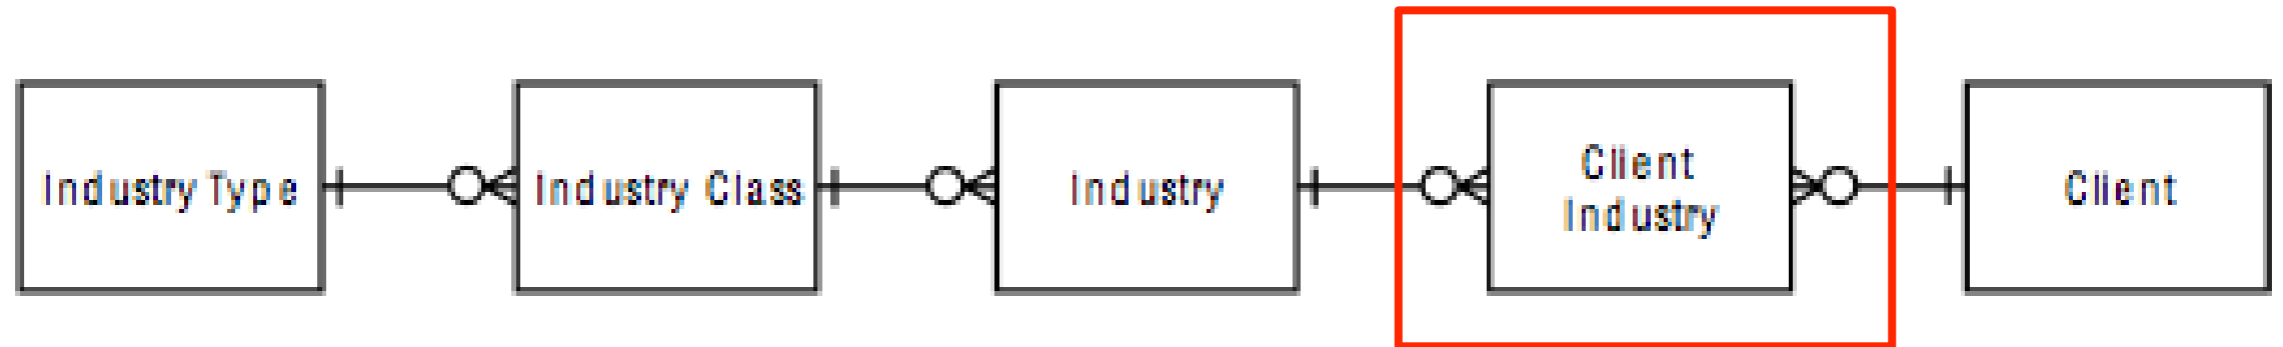 Industry Type
Industry Class
Industry
Client
Industry
Client